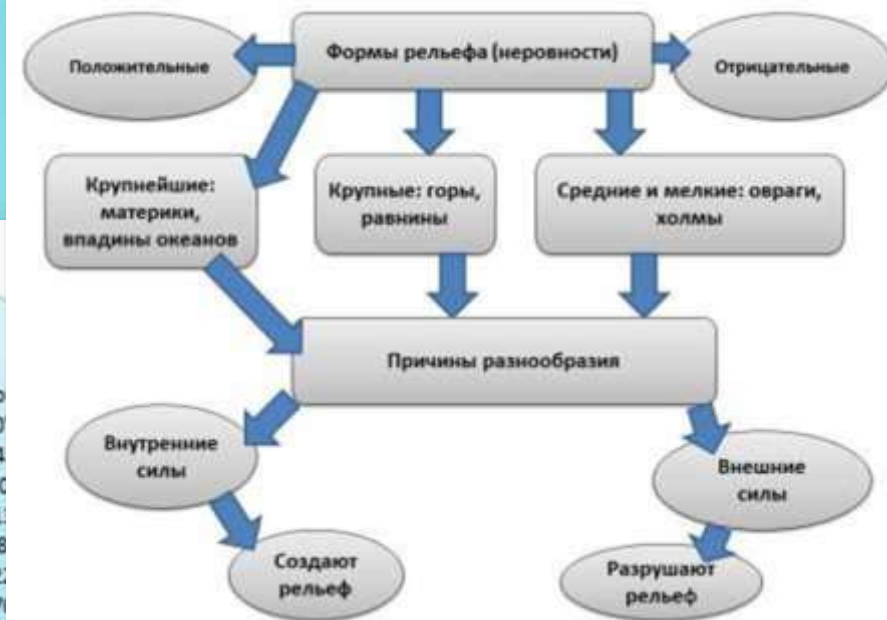 Формы рельефа (неровности)
Положительные
Отрицательные
Крупнейшие:
материки,
впадины океанов
Крупные: горы,
равнины
Средние и мелкие: овраги,
холмы
Причины разнообразия
Внутренние
силы
Внешние
силы
Создают
рельеф
Разрушают
рельеф